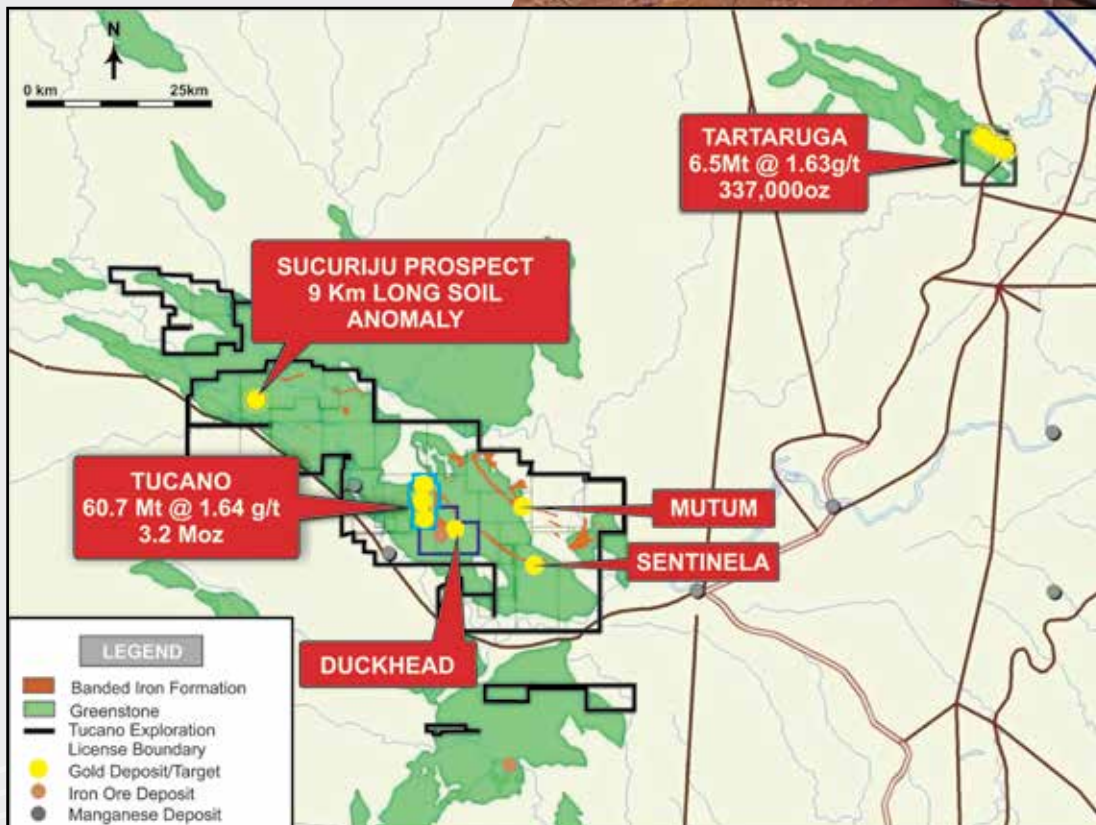 N
0 km 25km
TARTARUGA
6.5Mt @ 1.63g/t
337,000oz
SUCURIJU PROSPECT
9 Km LONG SOIL
ANOMALY
TUCANO
60.7 Mt @ 1.64 g/t
3.2 Moz
MUTUM
SENTINELA
DUCKHEAD
LEGEND
Banded Iron Formation
Greenstone
Tucano Exploration
License Boundary
Gold Deposit/Target
Iron Ore Deposit
Manganese Deposit